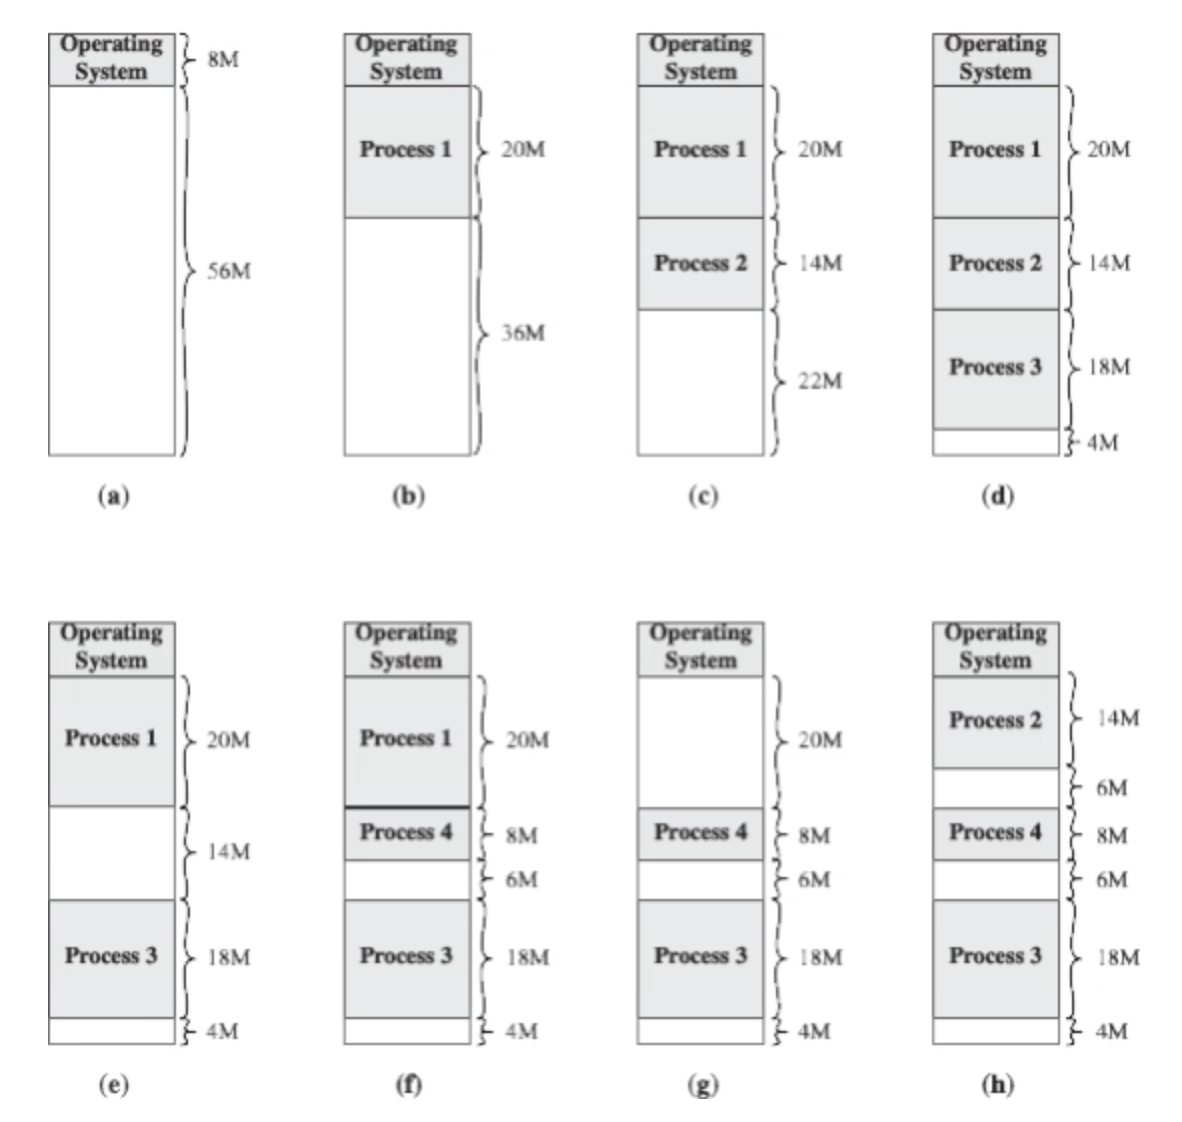 Operating
System
8M
56M
(a)
Operating
System
Process 1
20M
36M
(b)
Operating
System
Process 1
20M
Process 2
14M
22M
(c)
Operating
System
Process 1
20M
Process 2
14M
Process 3
18M
4M
(d)
Operating
System
Process 1
20M
14M
Process 3
18M
4M
(e)
Operating
System
Process 1
20M
Process 4
8M
6M
Process 3
18M
4M
(f)
Operating
System
20M
Process 4
8M
6M
Process 3
18M
4M
(g)
Operating
System
Process 2
14M
6M
Process 4
8M
6M
Process 3
18M
4M
(h)